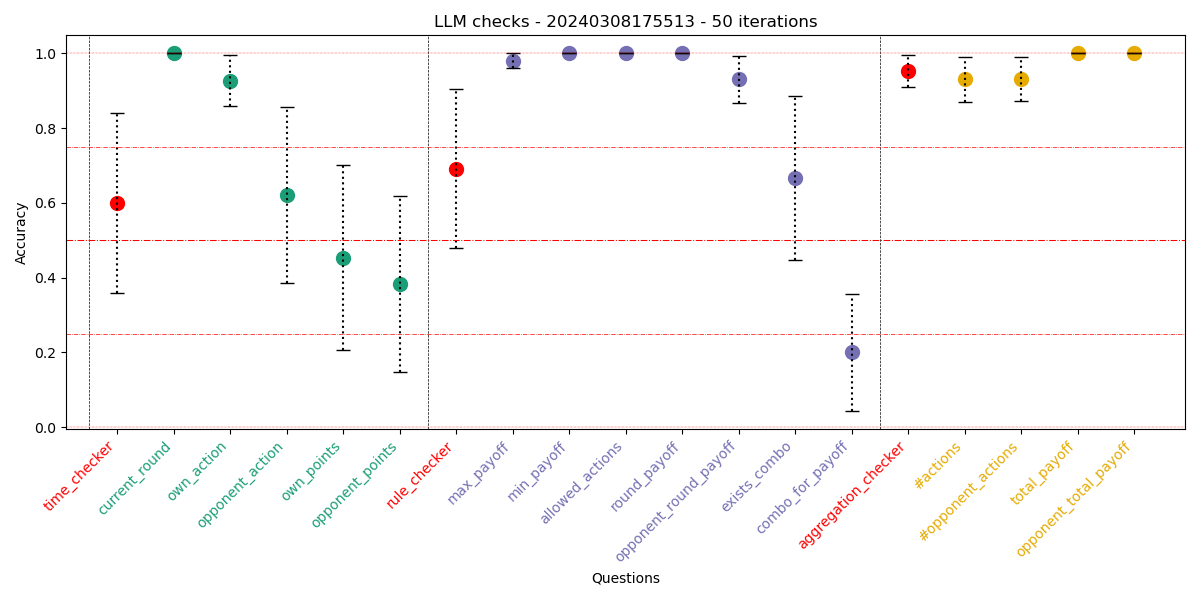 LLM checks - 20240308175513 - 50 iterations
Accuracy
1.0
0.8
0.6
0.4
0.2
0.0
time_checker
current_round
own_action
opponent_action
own_points
opponent_points
rule_checker
max_payoff
min_payoff
allowed_actions
round_payoff
opponent_round_payoff
exists_combo
combo_for_payoff
aggregation_checker
#actions
#opponent_actions
total_payoff
opponent_total_payoff
Questions